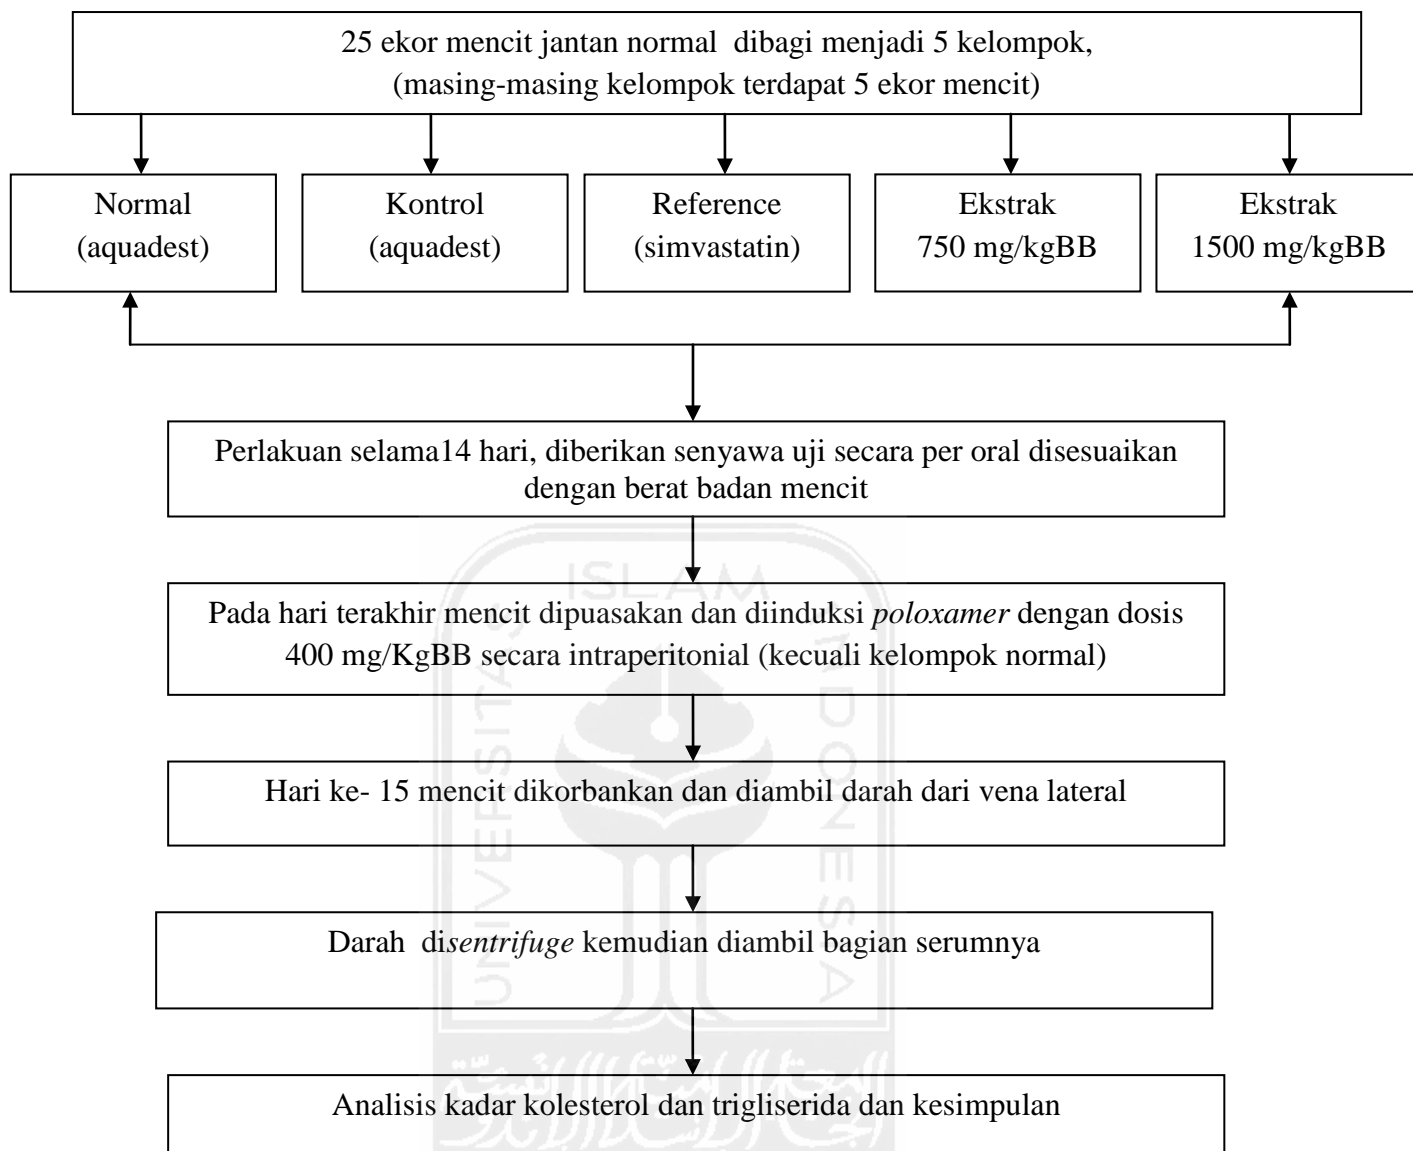 25 ekor mencit jantan normal dibagi menjadi 5 kelompok,
(masing-masing kelompok terdapat 5 ekor mencit)
Normal
(aquadest)
Kontrol
(aquadest)
Reference
(simvastatin)
Ekstrak
750 mg/kgBB
Ekstrak
1500 mg/kgBB
Perlakuan selama14 hari, diberikan senyawa uji secara per oral disesuaikan
dengan berat badan mencit
Pada hari terakhir mencit dipuasakan dan diinduksi poloxamer dengan dosis
400 mg/KgBB secara intraperitonial (kecuali kelompok normal)
Hari ke- 15 mencit dikorbankan dan diambil darah dari vena lateral
Darah disentrifuge kemudian diambil bagian serumnya
Analisis kadar kolesterol dan trigliserida dan kesimpulan
UNIVERSITAS
ISLAM
INDONESIA